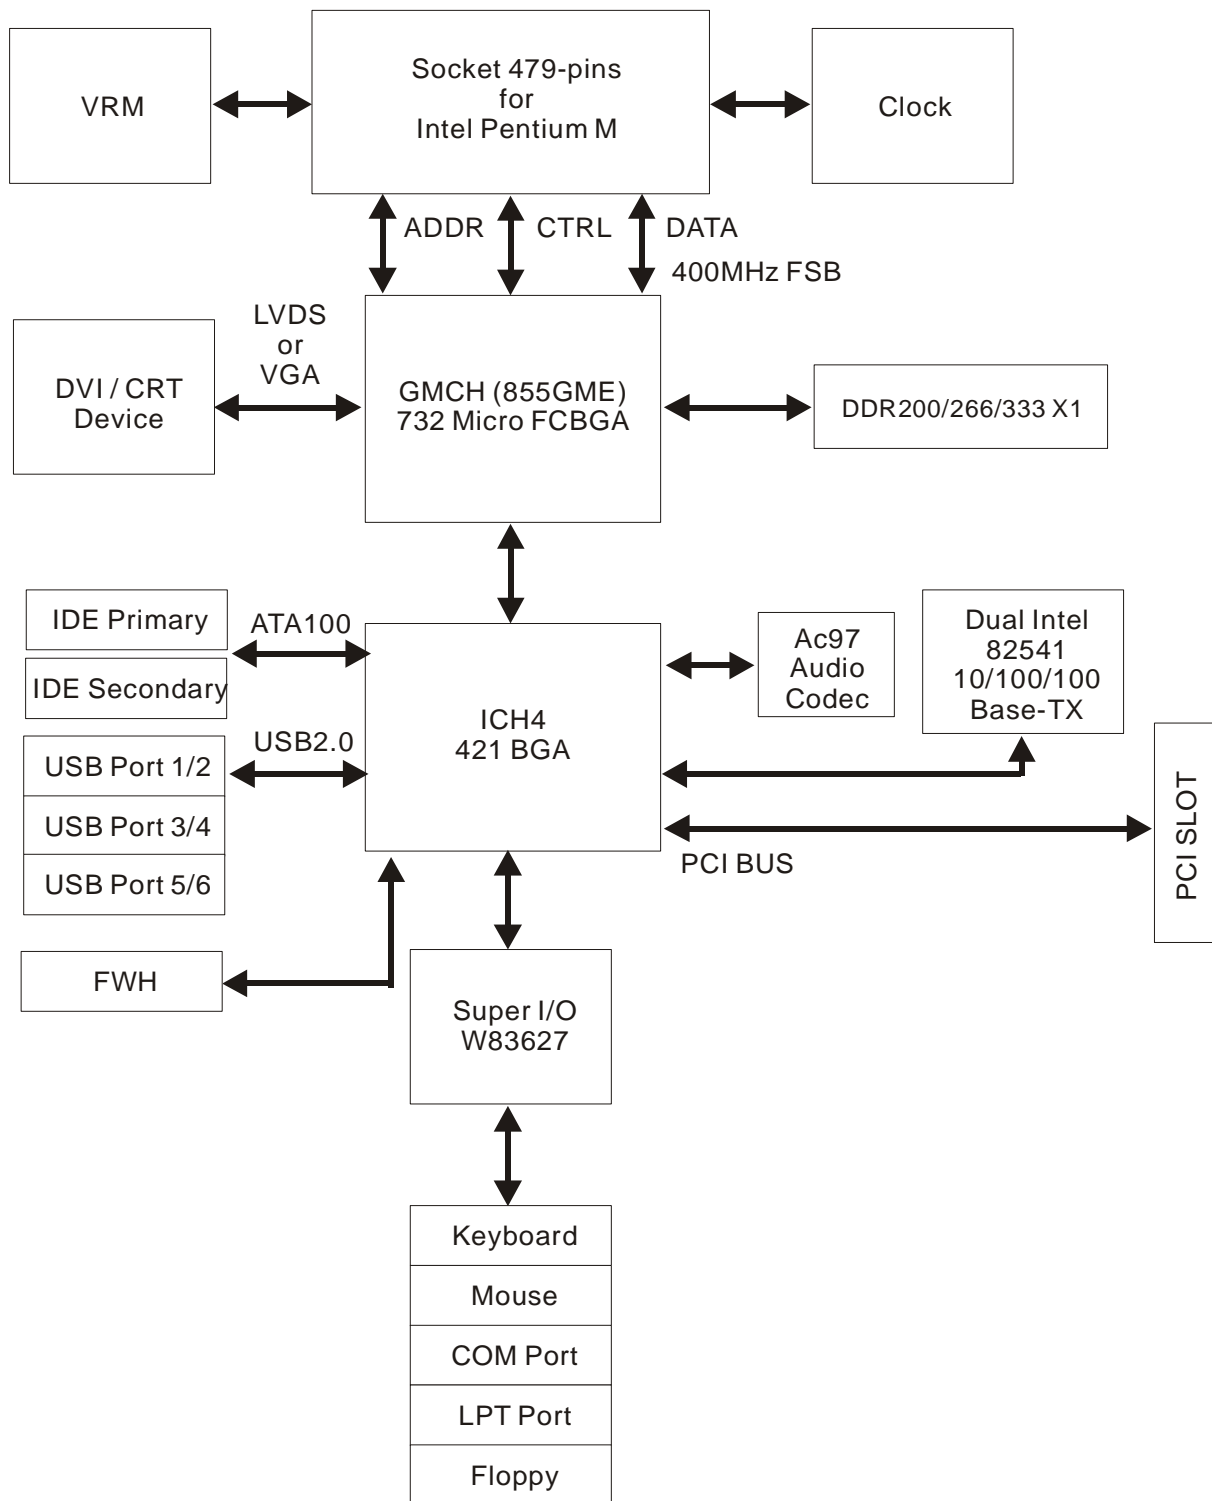 VRM
Socket 479-pins
for
Intel Pentium M
Clock
ADDR
CTRL
DATA
400MHz FSB
LVDS
or
VGA
DVI / CRT
Device
GMCH (855GME)
732 Micro FCBGA
DDR200/266/333 X1
IDE Primary
ATA100
IDE Secondary
USB2.0
USB Port 1/2
USB Port 3/4
USB Port 5/6
FWH
ICH4
421 BGA
Ac97
Audio
Codec
Dual Intel
82541
10/100/100
Base-TX
PCI BUS
PCI SLOT
Super I/O
W83627
Keyboard
Mouse
COM Port
LPT Port
Floppy